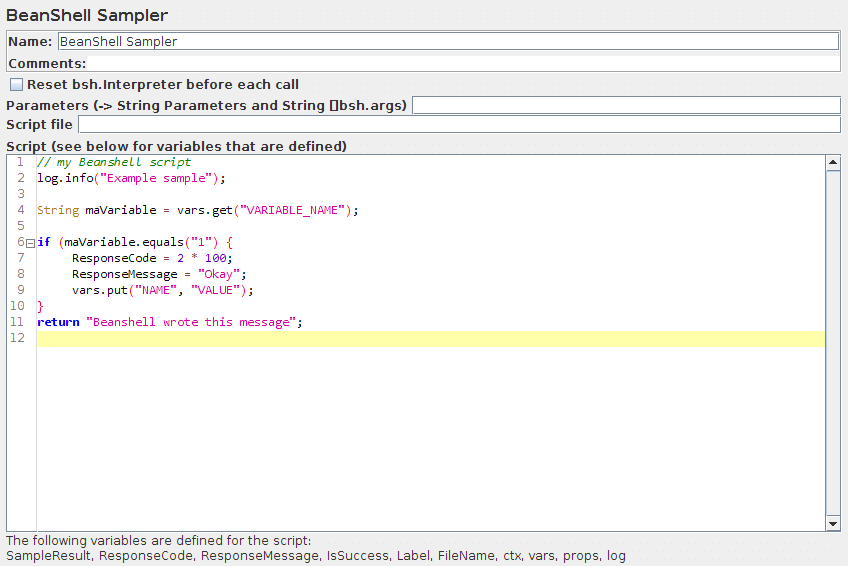 BeanShell Sampler
Name: BeanShell Sampler
Comments:
Reset bsh.Interpreter before each call
Parameters (-> String Parameters and String []bsh.args)
Script file
Script (see below for variables that are defined)
1 // my Beanshell script
2 log.info("Example sample");
3
4 String maVariable = vars.get("VARIABLE_NAME");
5
6 if (maVariable.equals("1") {
7 ResponseCode = 2 * 100;
8 ResponseMessage = "Okay";
9 vars.put("NAME", "VALUE");
10 }
11 return "Beanshell wrote this message";
12
The following variables are defined for the script:
SampleResult, ResponseCode, ResponseMessage, IsSuccess, Label, FileName, ctx, vars, props, log